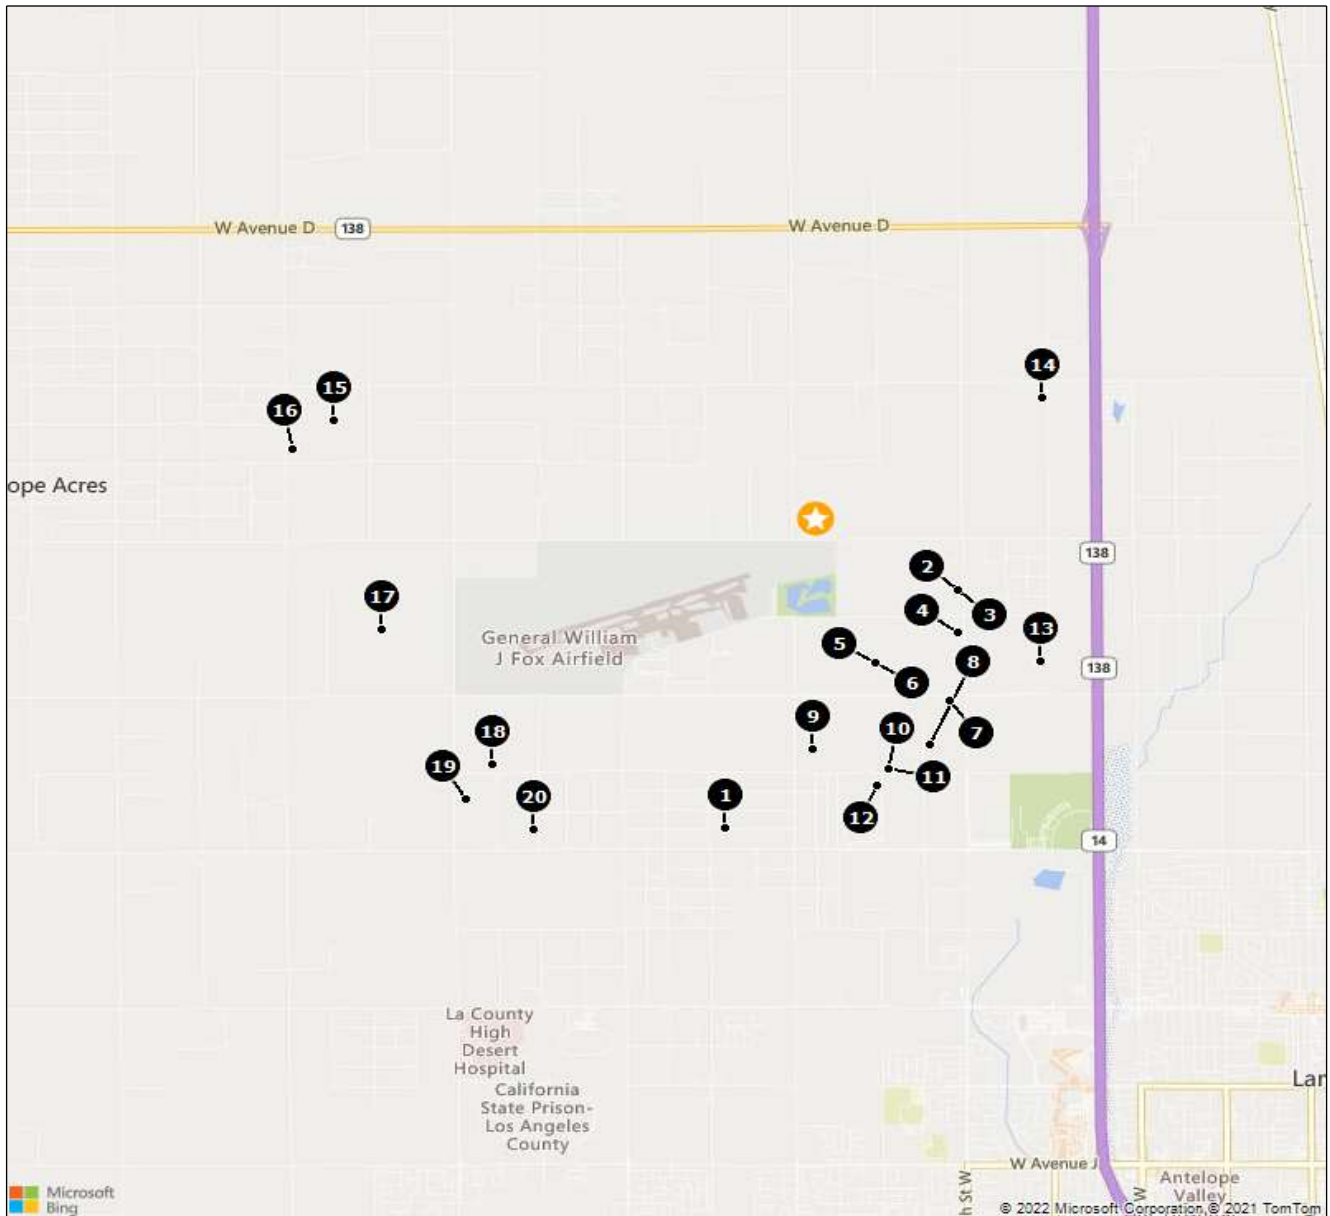 W Avenue D
138
W Avenue D
14
15
16
ope Acres
2
138
17
4
3
13
General William
J Fox Airfield
5
8
138
6
9
10
7
18
19
11
20
1
12
14
La County
High
Desert
Hospital
California
State Prison-
Los Angeles
County
Lan
W Avenue J
h St W
W
Antelope
Valley
Microsoft
Bing
© 2022 Microsoft Corporation © 2021 TomTom